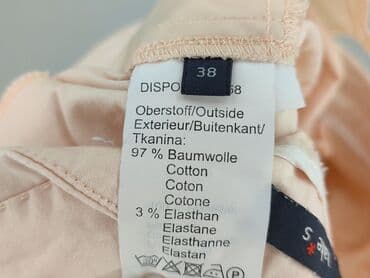 38
DISPO
Oberstoff/Outside
Exterieur/Buitenkant/
Tkanina:
97 % Baumwolle
Cotton
Coton
Cotone
3 % Elasthan
Elastane
Elasthanne
Elastan